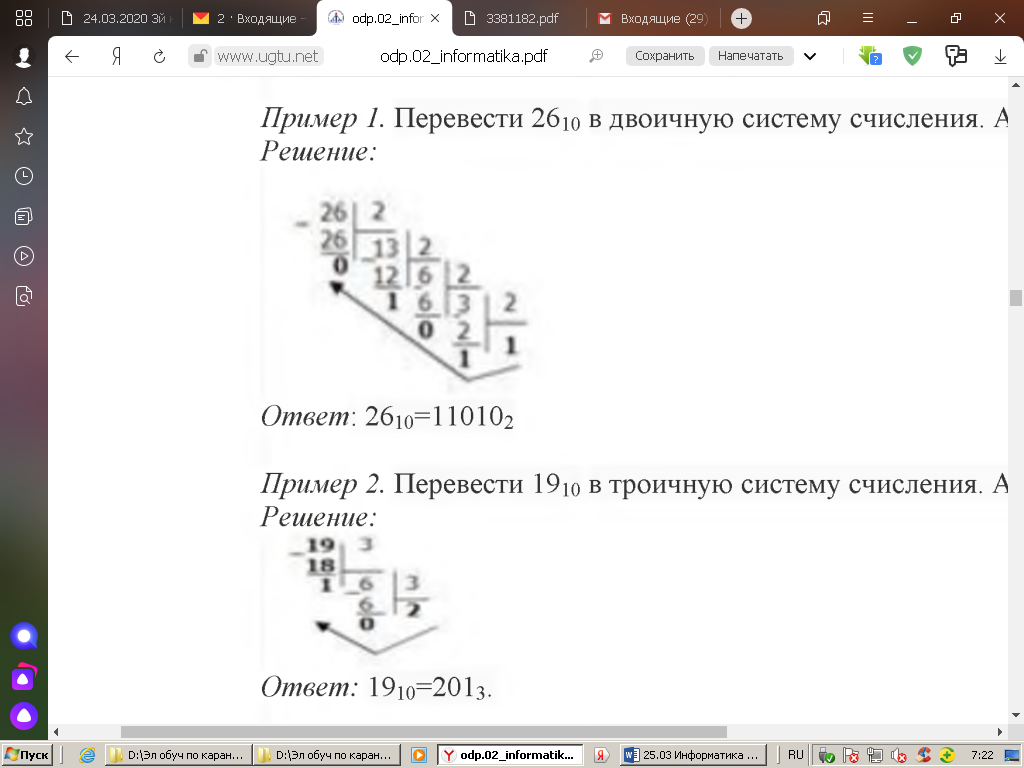 24.03.2020 3й
2 · Входящие –
odp.02_infor
3381182.pdf
Входящие (29)
www.ugtu.net
odp.02_informatika.pdf
Сохранить
Напечатать
Пример 1. Перевести 26₁₀ в двоичную систему счисления. А
Решение:
– 26 2
26 –13 2
0 12 –6 2
1 6 –3 2
0 2 1
1
Ответ: 26₁₀=11010₂
Пример 2. Перевести 19₁₀ в троичную систему счисления. А
Решение:
–19 3
18 –6 3
1 6 2
0
Ответ: 19₁₀=201₃.
Пуск
D:\Эл обуч по каран...
D:\Эл обуч по каран...
odp.02_informatik...
25.03 Информатика ...
RU
7:22